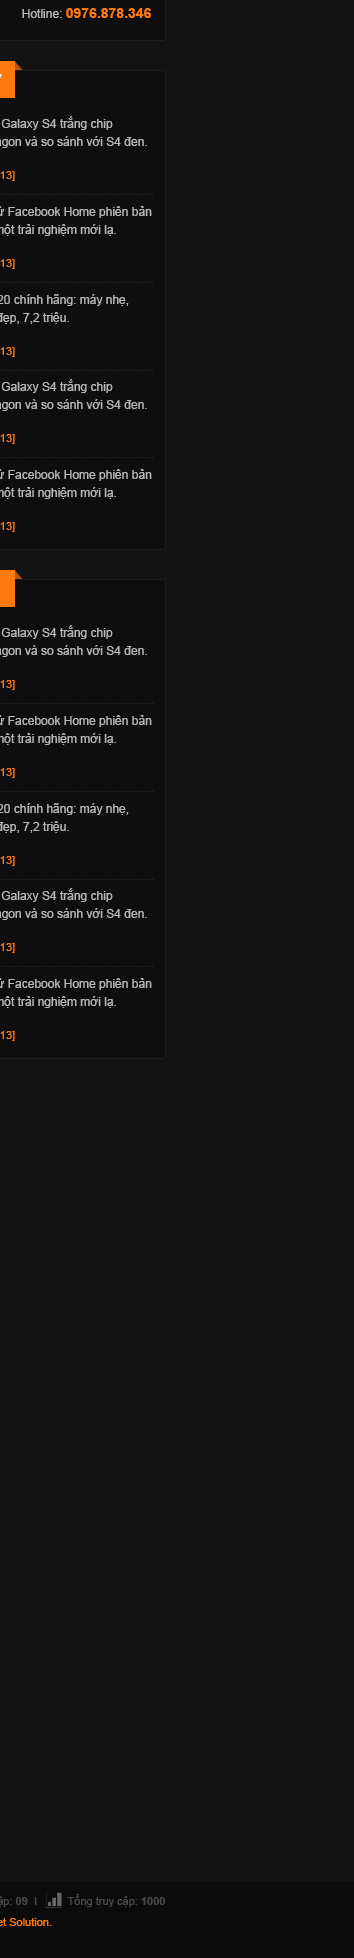 Hotline: 0976.878.346
Galaxy S4 trắng chip
gon và so sánh với S4 đen.
13]
Facebook Home phiên bản
một trải nghiệm mới lạ.
13]
20 chính hãng: máy nhẹ,
đẹp, 7,2 triệu.
13]
Galaxy S4 trắng chip
gon và so sánh với S4 đen.
13]
Facebook Home phiên bản
một trải nghiệm mới lạ.
13]
Galaxy S4 trắng chip
gon và so sánh với S4 đen.
13]
Facebook Home phiên bản
một trải nghiệm mới lạ.
13]
20 chính hãng: máy nhẹ,
đẹp, 7,2 triệu.
13]
Galaxy S4 trắng chip
gon và so sánh với S4 đen.
13]
Facebook Home phiên bản
một trải nghiệm mới lạ.
13]
ập: 09 I Tổng truy cập: 1000
et Solution.